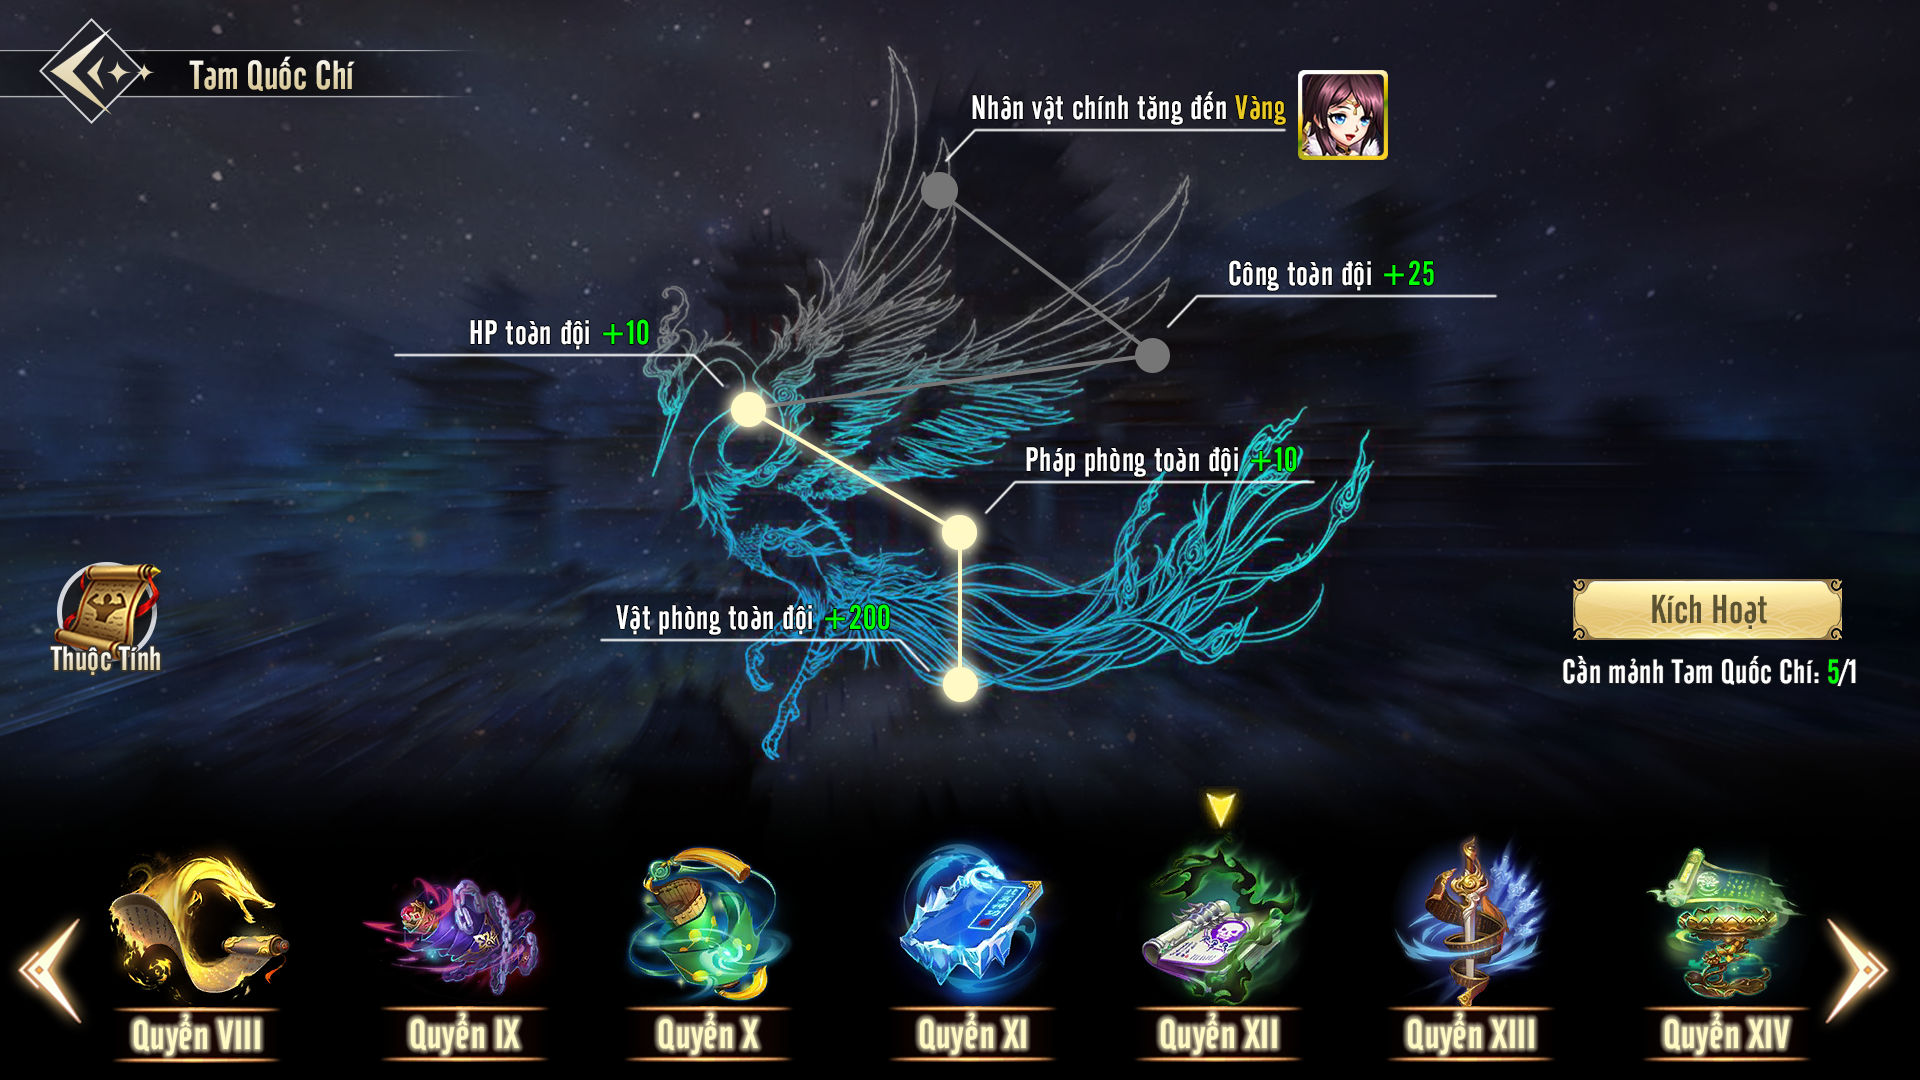 Tam Quốc Chí
Nhân vật chính tăng đến Vàng
Công toàn đội +25
HP toàn đội +10
Pháp phòng toàn đội +10
Vật phòng toàn đội +200
Thuộc Tính
Kích Hoạt
Cần mảnh Tam Quốc Chí: 5/1
Quyển VIII
Quyển IX
Quyển X
Quyển XI
Quyển XII
Quyển XIII
Quyển XIV